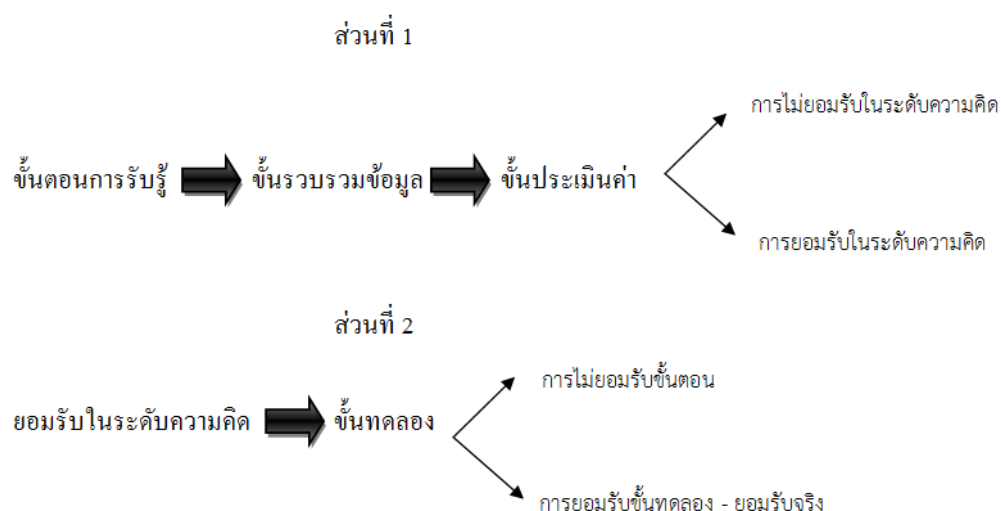 ส่วนที่ 1
การไม่ยอมรับในระดับความคิด
ขั้นตอนการรับรู้ ขั้นรวบรวมข้อมูล ขั้นประเมินค่า
การยอมรับในระดับความคิด
ส่วนที่ 2
การไม่ยอมรับขั้นตอน
ยอมรับในระดับความคิด ขั้นทดลอง
การยอมรับขั้นทดลอง - ยอมรับจริง